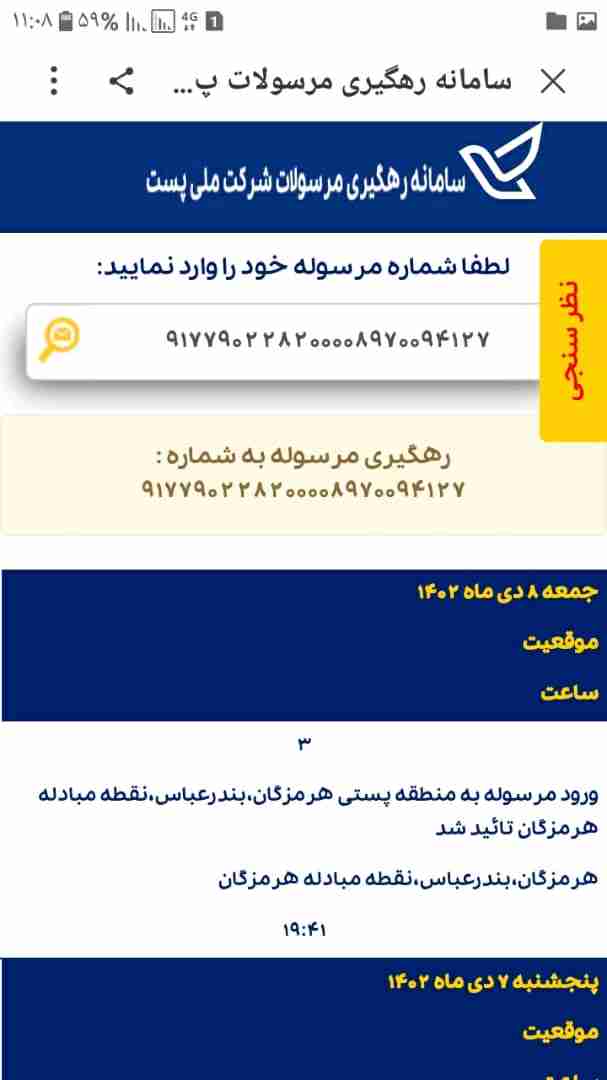 ۱۱:۰۸ ۵۹% 4G 1
سامانه رهگیری مرسولات پ...
سامانه رهگیری مرسولات شرکت ملی پست
لطفا شماره مرسوله خود را وارد نمایید:
نظرسنجی
۹۱۷۷۹۰۲۲۸۲۰۰۰۰۸۹۷۰۰۹۴۱۲۷
رهگیری مرسوله به شماره :
۹۱۷۷۹۰۲۲۸۲۰۰۰۰۸۹۷۰۰۹۴۱۲۷
جمعه ۸ دی ماه ۱۴۰۲
موقعیت
ساعت
۳
ورود مرسوله به منطقه پستی هرمزگان،بندرعباس،نقطه مبادله
هرمزگان تائید شد
هرمزگان،بندرعباس،نقطه مبادله هرمزگان
۱۹:۴۱
پنجشنبه ۷ دی ماه ۱۴۰۲
موقعیت